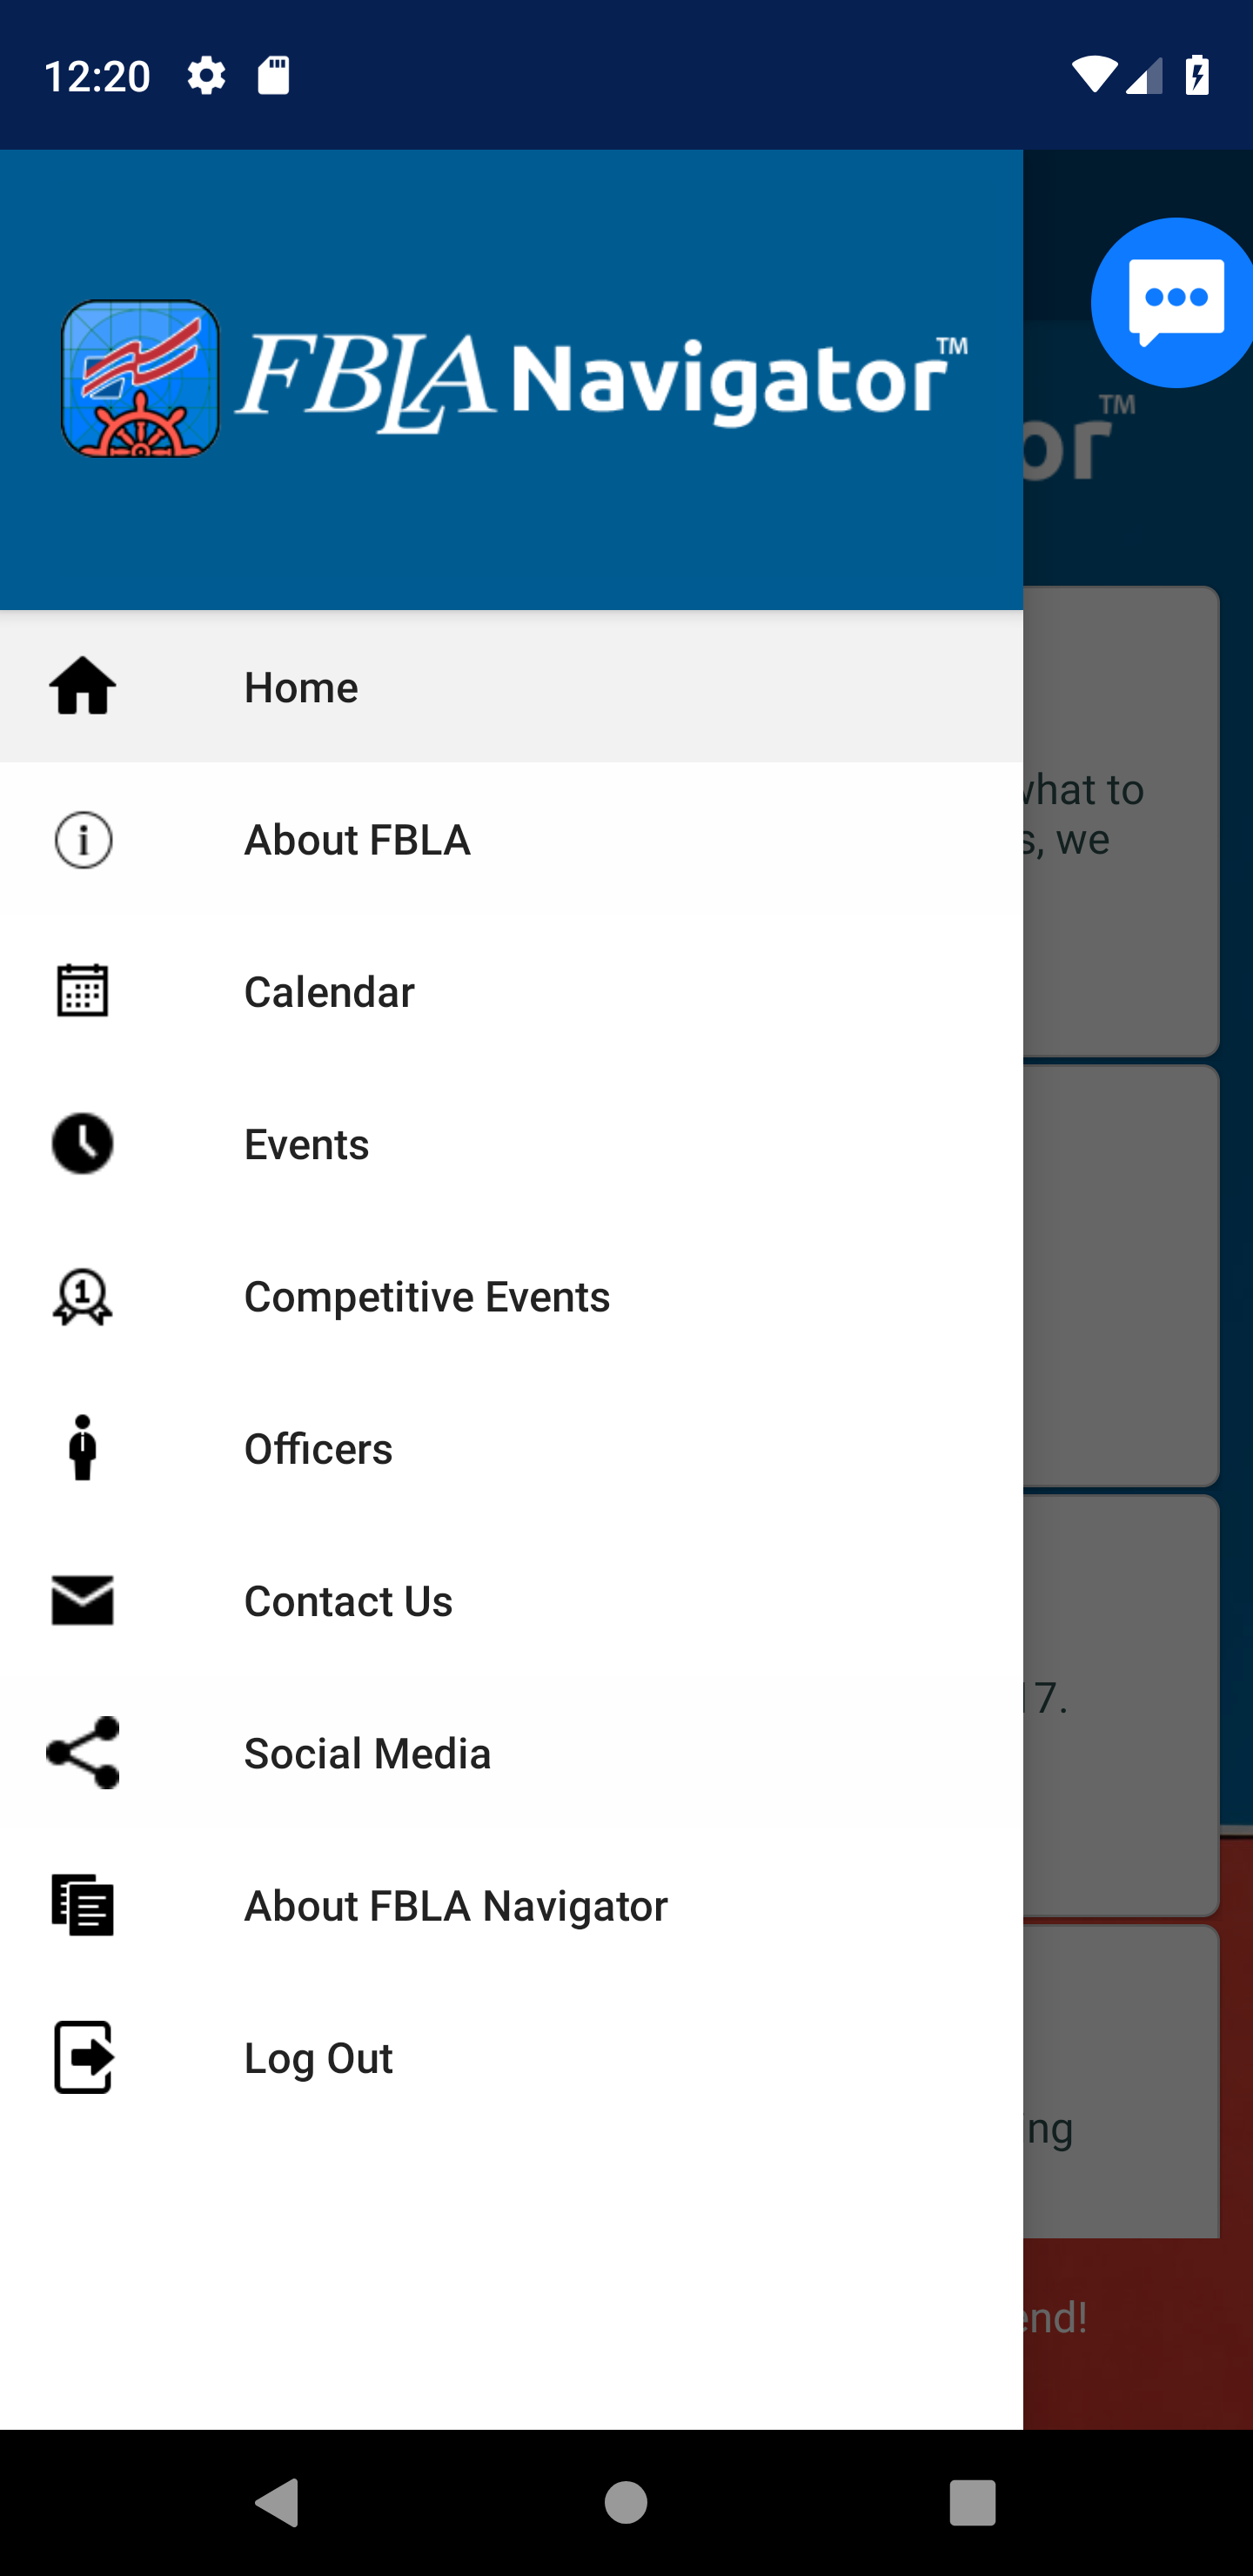 12:20
FBLA Navigator™
or™
Home
what to
s, we
About FBLA
Calendar
Events
1
Competitive Events
Officers
Contact Us
17.
Social Media
About FBLA Navigator
Log Out
ng
end!